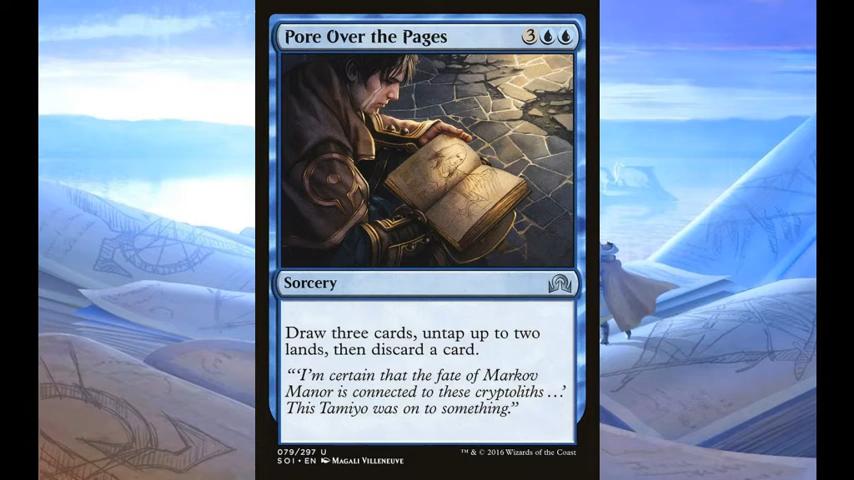 Pore Over the Pages 3
Sorcery
Draw three cards, untap up to two
lands, then discard a card.
“‘I'm certain that the fate of Markov
Manor is connected to these cryptoliths . . .’
This Tamiyo was on to something.”
079/297 U
SOI • EN Magali Villeneuve
™ & © 2016 Wizards of the Coast